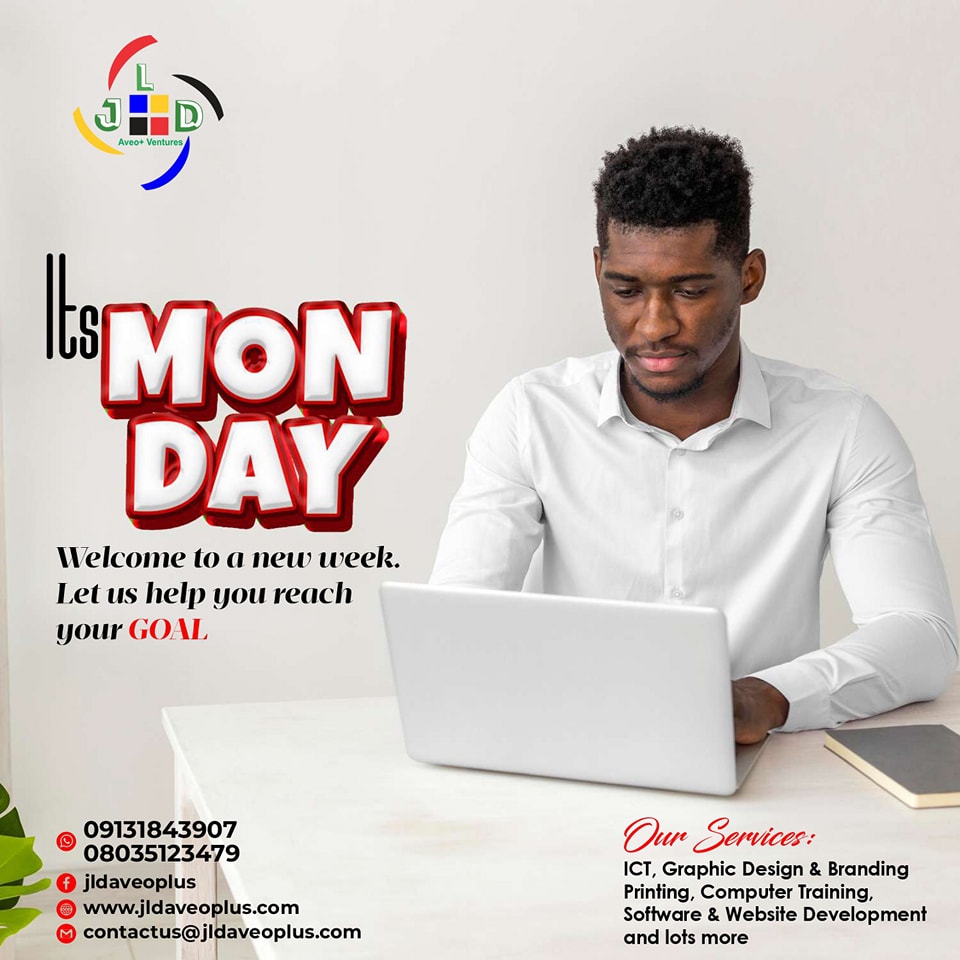 L
J D
Aveo+ Ventures
Its MON
DAY
Welcome to a new week.
Let us help you reach
your GOAL
09131843907
08035123479
jldaveoplus
www.jldaveoplus.com
contactus@jldaveoplus.com
Our Services:
ICT, Graphic Design & Branding
Printing, Computer Training,
Software & Website Development
and lots more